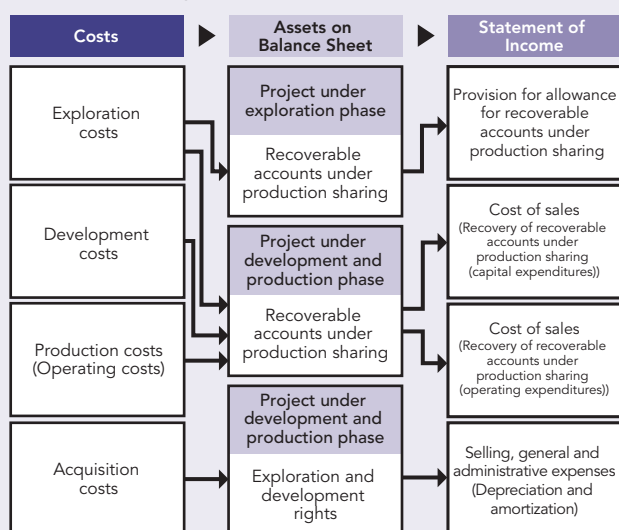 Costs
Assets on
Balance Sheet
Statement of
Income
Exploration
costs
Development
costs
Production costs
(Operating costs)
Acquisition
costs
Project under
exploration phase
Recoverable
accounts under
production sharing
Project under
development and
production phase
Recoverable
accounts under
production sharing
Project under
development and
production phase
Exploration and
development
rights
Provision for allowance
for recoverable
accounts under
production sharing
Cost of sales
(Recovery of recoverable
accounts under
production sharing
(capital expenditures))
Cost of sales
(Recovery of recoverable
accounts under
production sharing
(operating expenditures))
Selling, general and
administrative expenses
(Depreciation and
amortization)